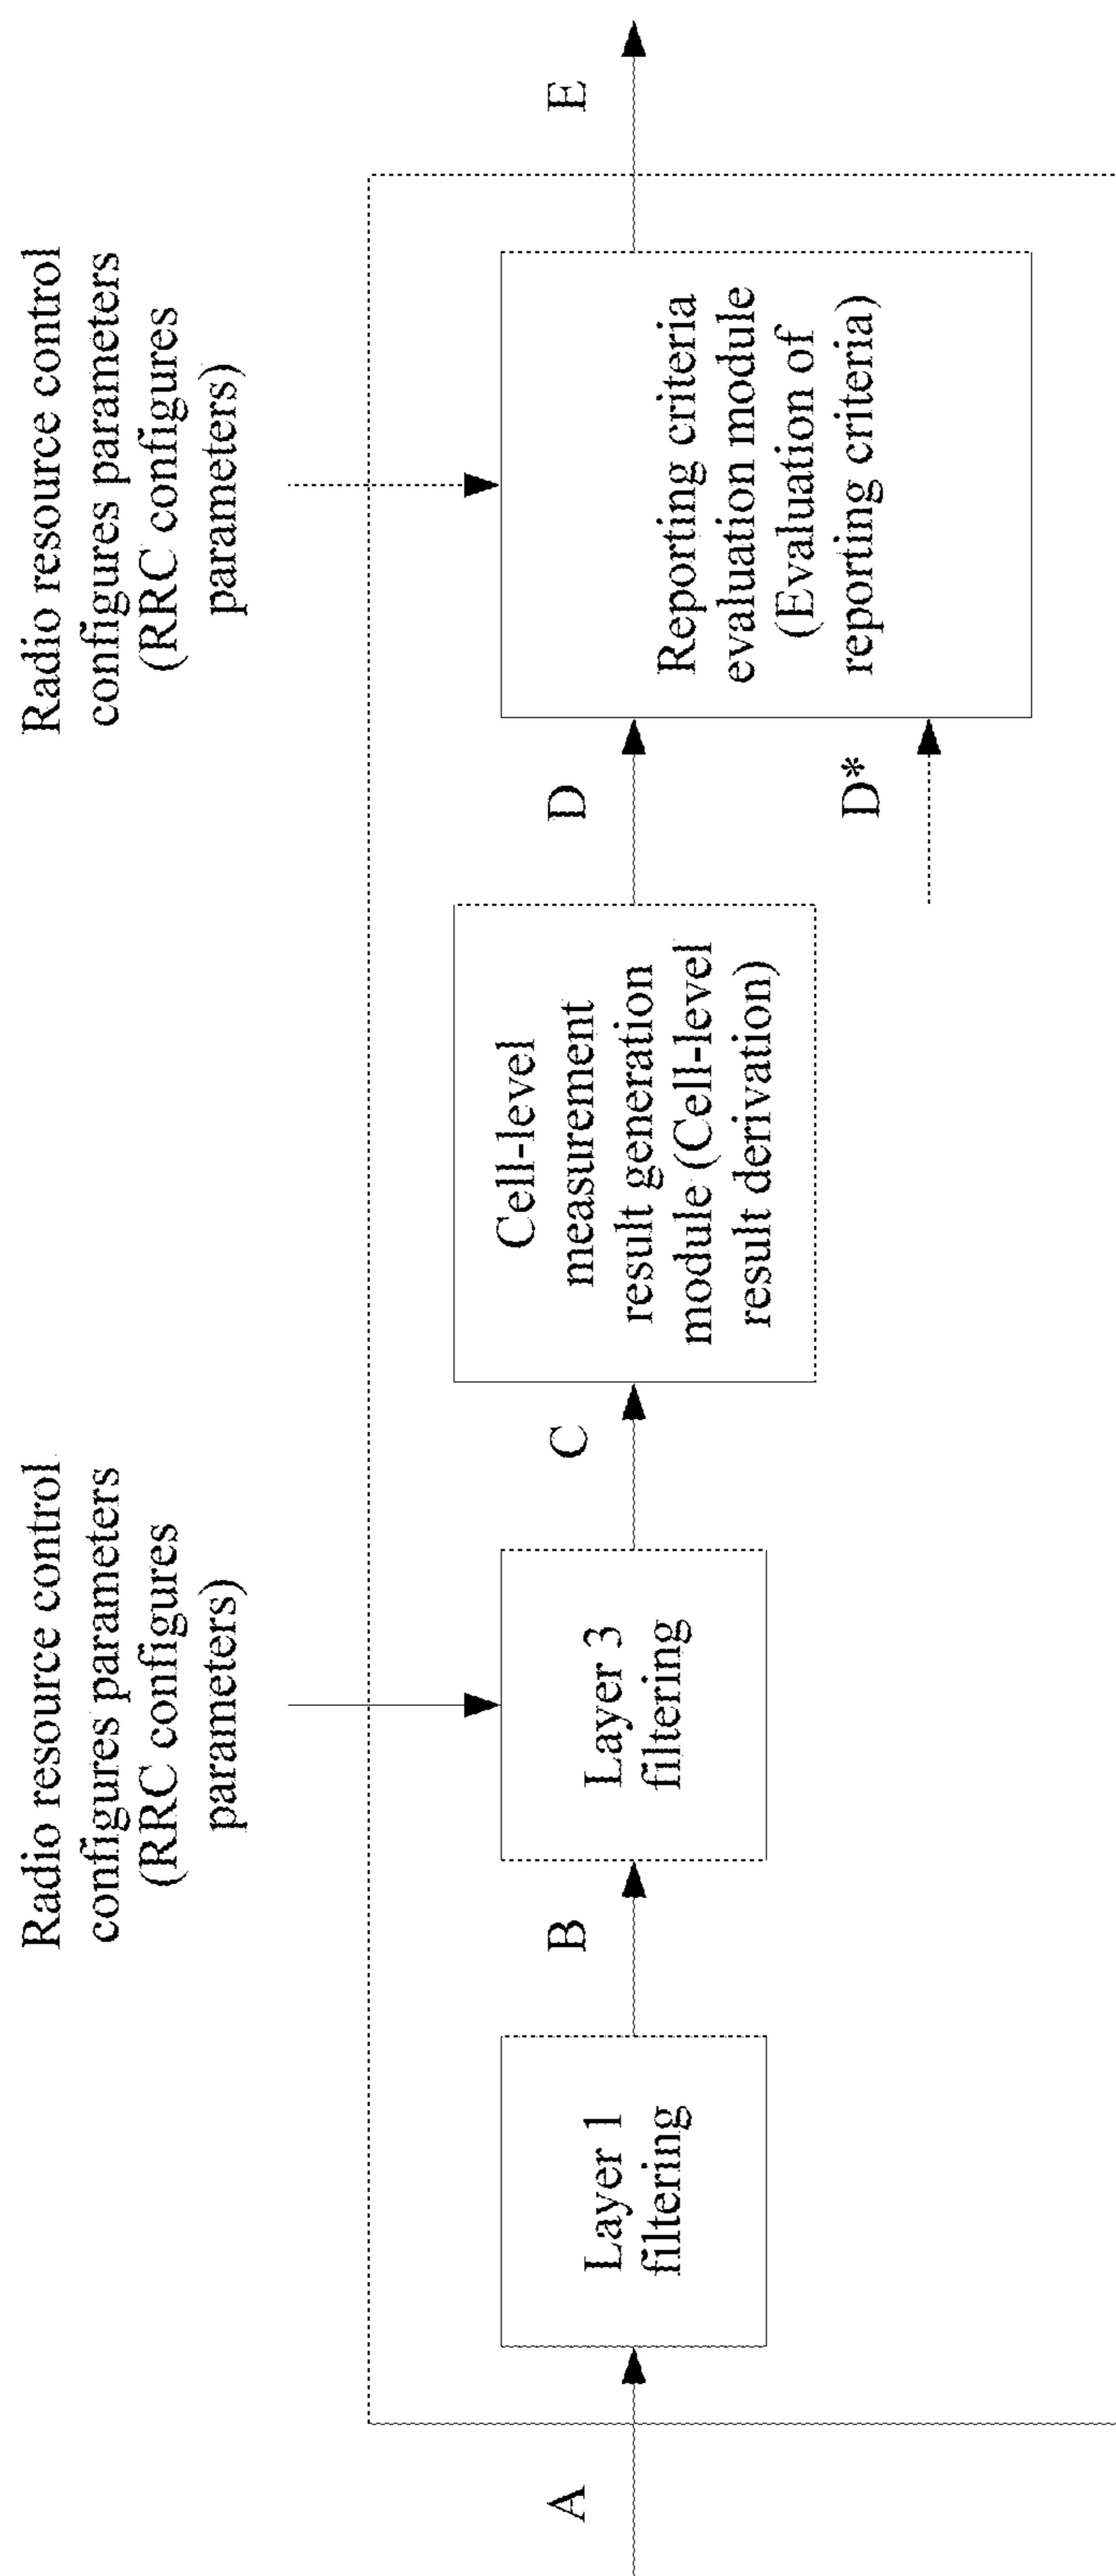 Radio resource control
configures parameters
(RRC configures
parameters)
Radio resource control
configures parameters
(RRC configures
parameters)
A
Layer 1
filtering
B
Layer 3
filtering
C
Cell-level
measurement
result generation
module (Cell-level
result derivation)
D
D*
Reporting criteria
evaluation module
(Evaluation of
reporting criteria)
E